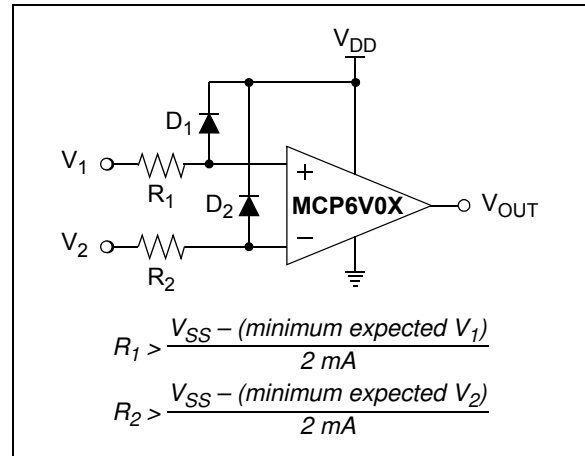 V_DD
D_1
V_1
R_1
+
D_2
MCP6V0X
V_OUT
V_2
–
R_2
R_1 > V_SS – (minimum expected V_1)
2 mA
R_2 > V_SS – (minimum expected V_2)
2 mA